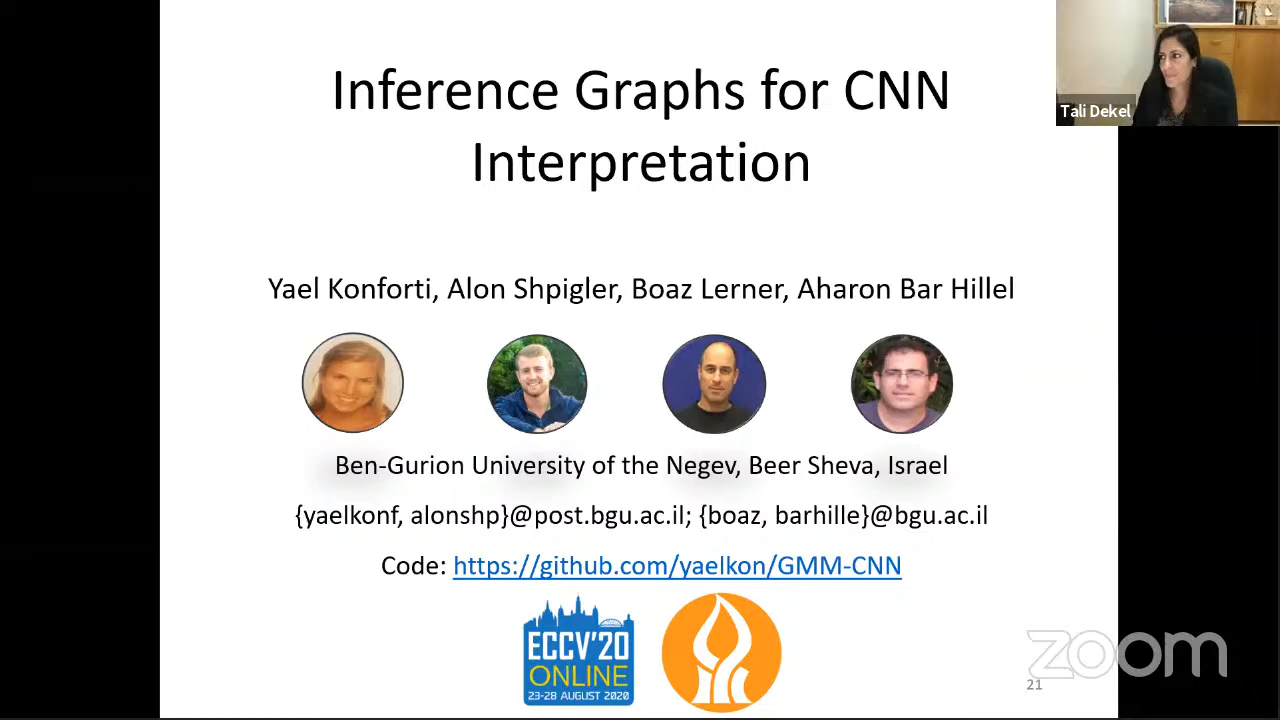 Inference Graphs for CNN
Interpretation
Tali Dekel
Yael Konforti, Alon Shpigler, Boaz Lerner, Aharon Bar Hillel
Ben-Gurion University of the Negev, Beer Sheva, Israel
{yaelkonf, alonshp}@post.bgu.ac.il; {boaz, barhille}@bgu.ac.il
Code: https://github.com/yaelkon/GMM-CNN
ECCV'20
ONLINE
23-28 AUGUST 2020
zoom
21